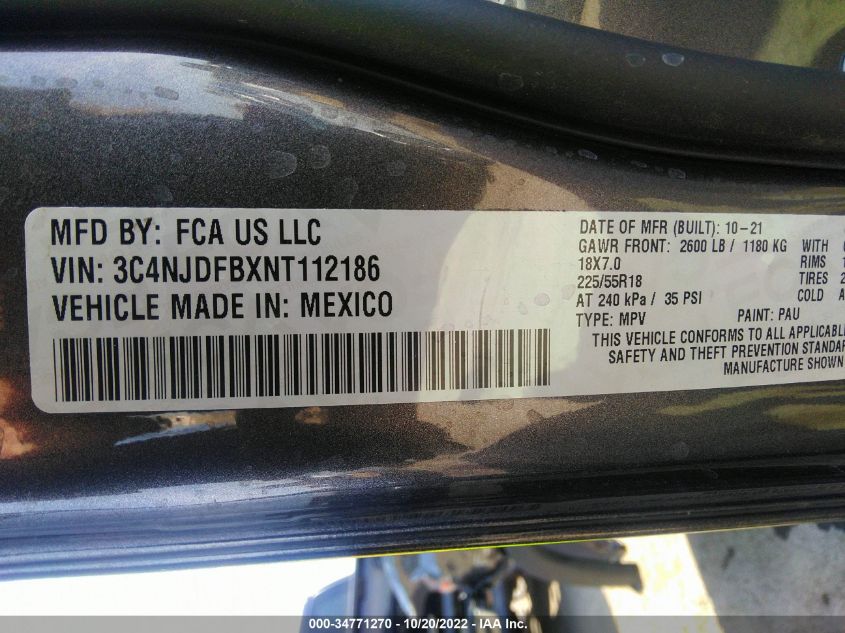 MFD BY: FCA US LLC
VIN: 3C4NJDFBXNT112186
VEHICLE MADE IN: MEXICO
DATE OF MFR (BUILT): 10-21
GAWR FRONT: 2600 LB / 1180 KG WITH
18X7.0 RIMS
225/55R18 TIRES
AT 240 kPa / 35 PSI COLD
TYPE: MPV PAINT: PAU
THIS VEHICLE CONFORMS TO ALL APPLICABLE
SAFETY AND THEFT PREVENTION
MANUFACTURE SHOWN
000-34771270 - 10/20/2022 - IAA Inc.